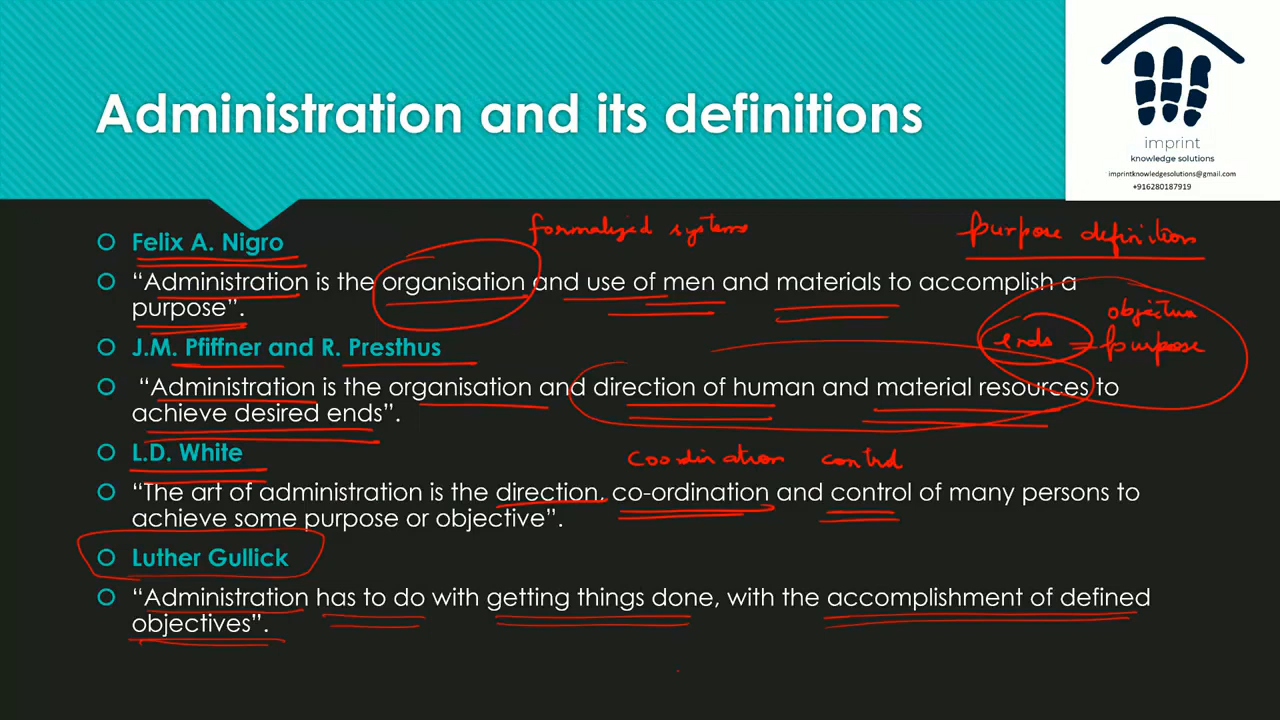 Administration and its definitions
imprint
knowledge solutions
imprintknowledgesolutions@gmail.com
+916280187919
formalized systems
purpose definitions
Felix A. Nigro
“Administration is the organisation and use of men and materials to accomplish a
purpose”.
objective
ends = purpose
J.M. Pfiffner and R. Presthus
“Administration is the organisation and direction of human and material resources to
achieve desired ends”.
L.D. White
coordination control
“The art of administration is the direction, co-ordination and control of many persons to
achieve some purpose or objective”.
Luther Gullick
“Administration has to do with getting things done, with the accomplishment of defined
objectives”.